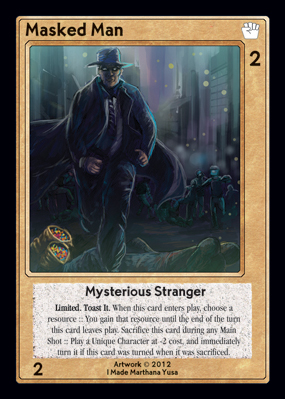 Masked Man
2
Mysterious Stranger
Limited. Toast It. When this card enters play, choose a
resource :: You gain that resource until the end of the turn
this card leaves play. Sacrifice this card during any Main
Shot :: Play a Unique Character at -2 cost, and immediately
turn it if this card was turned when it was sacrificed.
2
Artwork © 2012
I Made Marthana Yusa